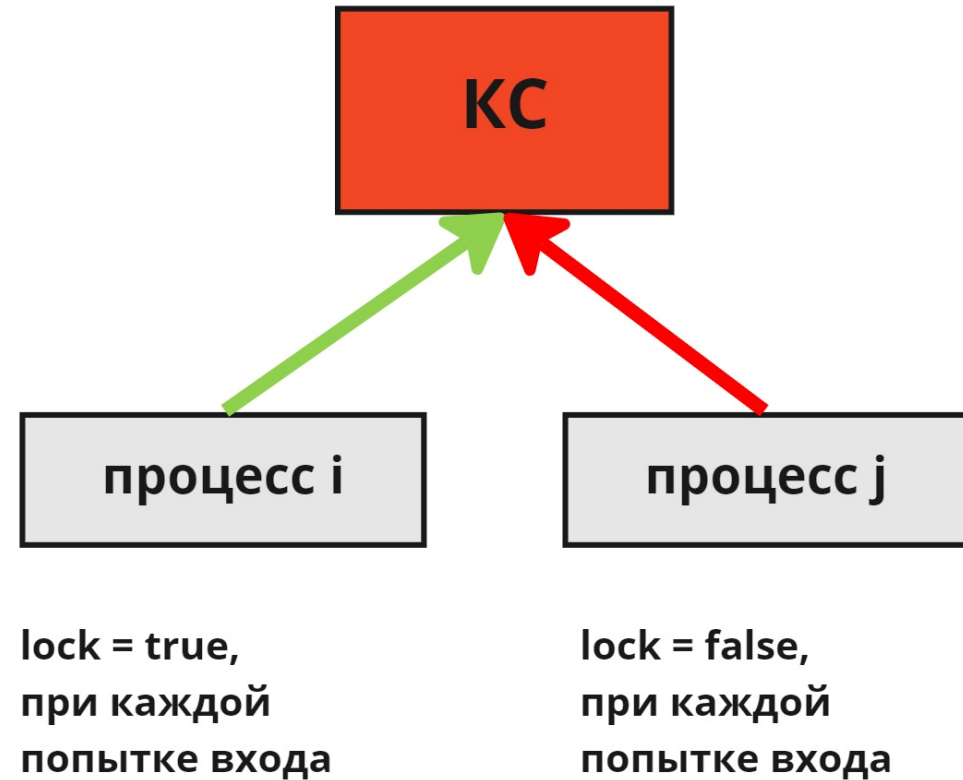 КС
процесс i
процесс j
lock = true,
при каждой
попытке входа
lock = false,
при каждой
попытке входа